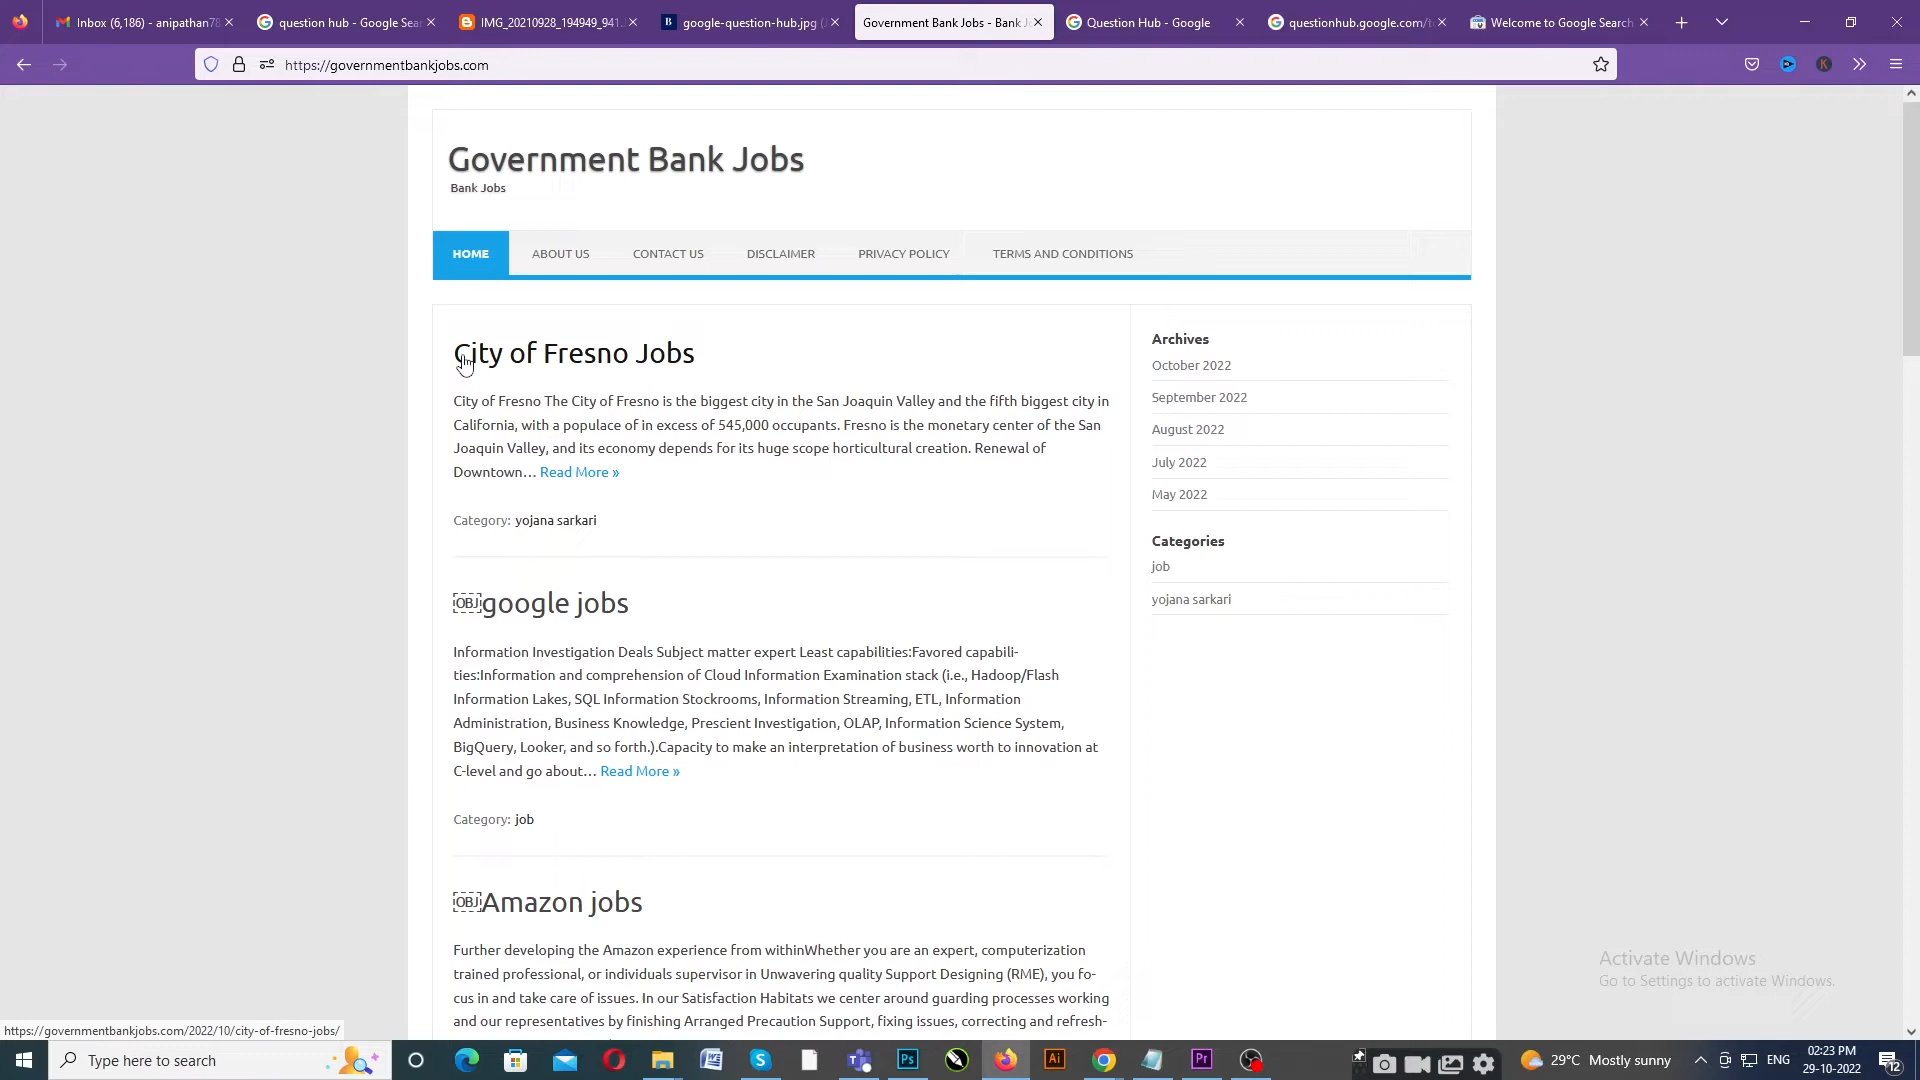 Inbox (6,186) - anipathan78
question hub - Google Sear
IMG_20210928_194949_941.
google-question-hub.jpg (
Government Bank Jobs - Bank Jo
Question Hub - Google
questionhub.google.com/t
Welcome to Google Search
https://governmentbankjobs.com
K
Government Bank Jobs
Bank Jobs
HOME
ABOUT US
CONTACT US
DISCLAIMER
PRIVACY POLICY
TERMS AND CONDITIONS
City of Fresno Jobs
City of Fresno The City of Fresno is the biggest city in the San Joaquin Valley and the fifth biggest city in
California, with a populace of in excess of 545,000 occupants. Fresno is the monetary center of the San
Joaquin Valley, and its economy depends for its huge scope horticultural creation. Renewal of
Downtown… Read More »
Category: yojana sarkari
OBJ google jobs
Information Investigation Deals Subject matter expert Least capabilities:Favored capabili-
ties:Information and comprehension of Cloud Information Examination stack (i.e., Hadoop/Flash
Information Lakes, SQL Information Stockrooms, Information Streaming, ETL, Information
Administration, Business Knowledge, Prescient Investigation, OLAP, Information Science System,
BigQuery, Looker, and so forth.).Capacity to make an interpretation of business worth to innovation at
C-level and go about… Read More »
Category: job
OBJ Amazon jobs
Further developing the Amazon experience from withinWhether you are an expert, computerization
trained professional, or individuals supervisor in Unwavering quality Support Designing (RME), you fo-
cus in and take care of issues. In our Satisfaction Habitats we center around guarding processes working
and our representatives by finishing Arranged Precaution Support, fixing issues, correcting and refresh-
Archives
October 2022
September 2022
August 2022
July 2022
May 2022
Categories
job
yojana sarkari
Activate Windows
Go to Settings to activate Windows.
https://governmentbankjobs.com/2022/10/city-of-fresno-jobs/
Type here to search
Ps
Ai
Pr
29°C Mostly sunny
ENG
02:23 PM
29-10-2022
12